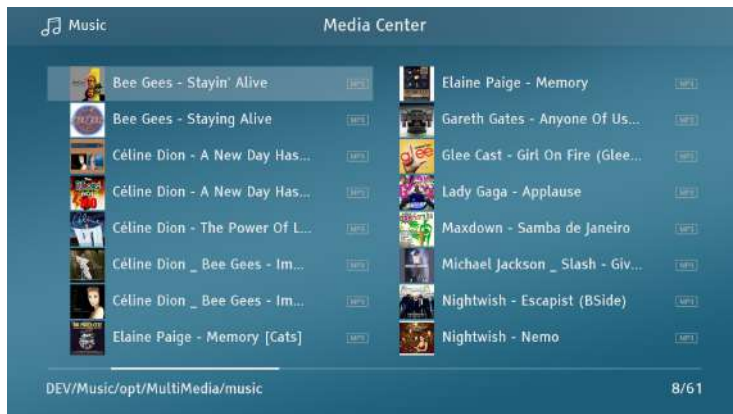 Music
Media Center
Bee Gees - Stayin' Alive MP3
Bee Gees - Staying Alive MP3
Céline Dion - A New Day Has... MP3
Céline Dion - A New Day Has... MP3
Céline Dion - The Power Of L... MP3
Céline Dion _ Bee Gees - Im... MP3
Céline Dion _ Bee Gees - Im... MP3
Elaine Paige - Memory [Cats] MP3
Elaine Paige - Memory MP3
Gareth Gates - Anyone Of Us... MP3
Glee Cast - Girl On Fire (Glee... MP3
Lady Gaga - Applause MP3
Maxdown - Samba de Janeiro MP3
Michael Jackson _ Slash - Giv... MP3
Nightwish - Escapist (BSide) MP3
Nightwish - Nemo MP3
DEV/Music/opt/MultiMedia/music
8/61